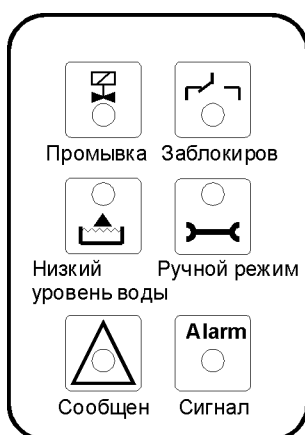 Промывка Заблокиров
Низкий Ручной режим
уровень воды
Alarm
Сообщен Сигнал